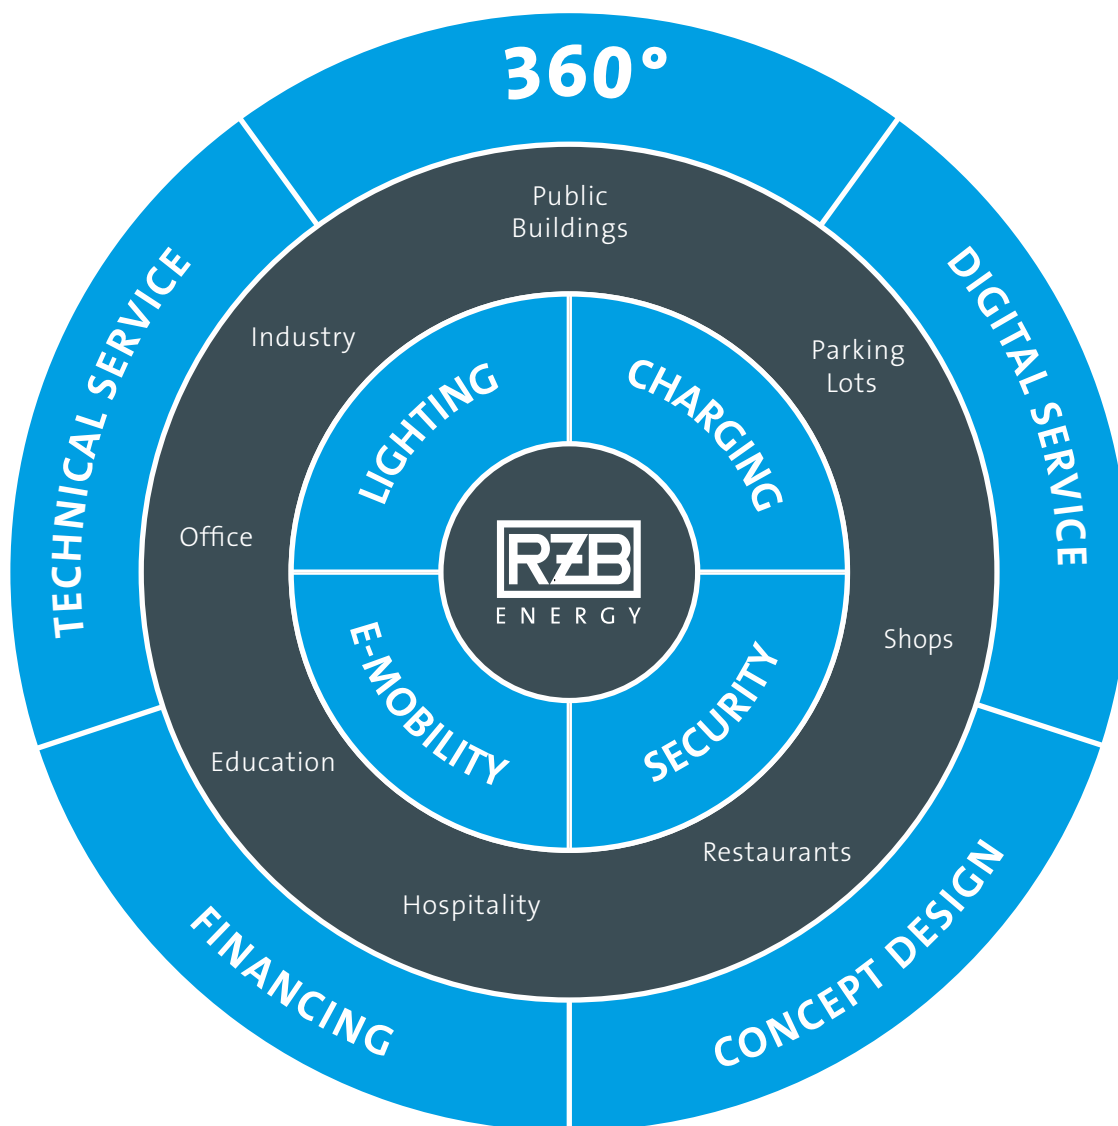 360°
Public
Buildings
TECHNICAL SERVICE
DIGITAL SERVICE
Industry
Parking
Lots
LIGHTING
CHARGING
Office
RZB
ENERGY
Shops
E-MOBILITY
SECURITY
Education
Restaurants
Hospitality
FINANCING
CONCEPT DESIGN